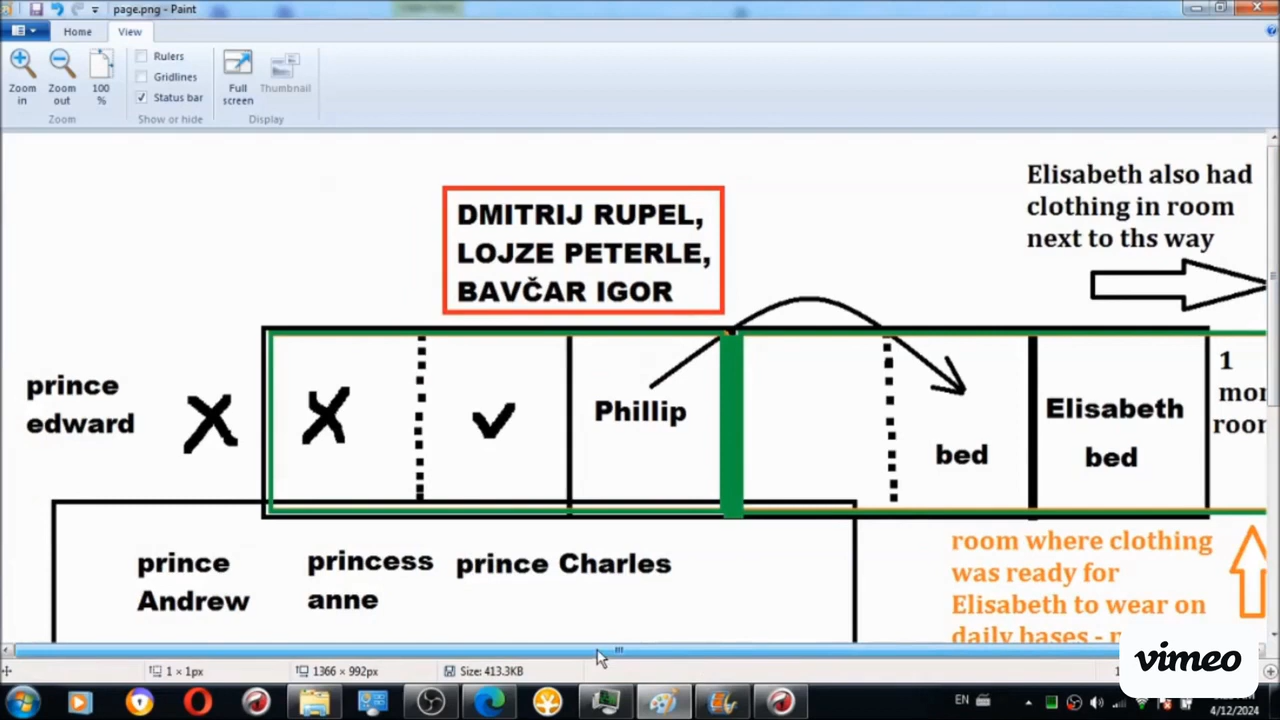 page.png - Paint
Home
View
Zoom in
Zoom out
100 %
Rulers
Gridlines
Status bar
Full screen
Thumbnail
Zoom
Show or hide
Display
Elisabeth also had
clothing in room
next to ths way
DMITRIJ RUPEL,
LOJZE PETERLE,
BAVČAR IGOR
prince
edward
Phillip
bed
Elisabeth
bed
1
prince
Andrew
princess
anne
prince Charles
room where clothing
was ready for
Elisabeth to wear on
daily bases -
1 × 1px
1366 × 992px
Size: 413.3KB
vimeo
EN
4/12/2024